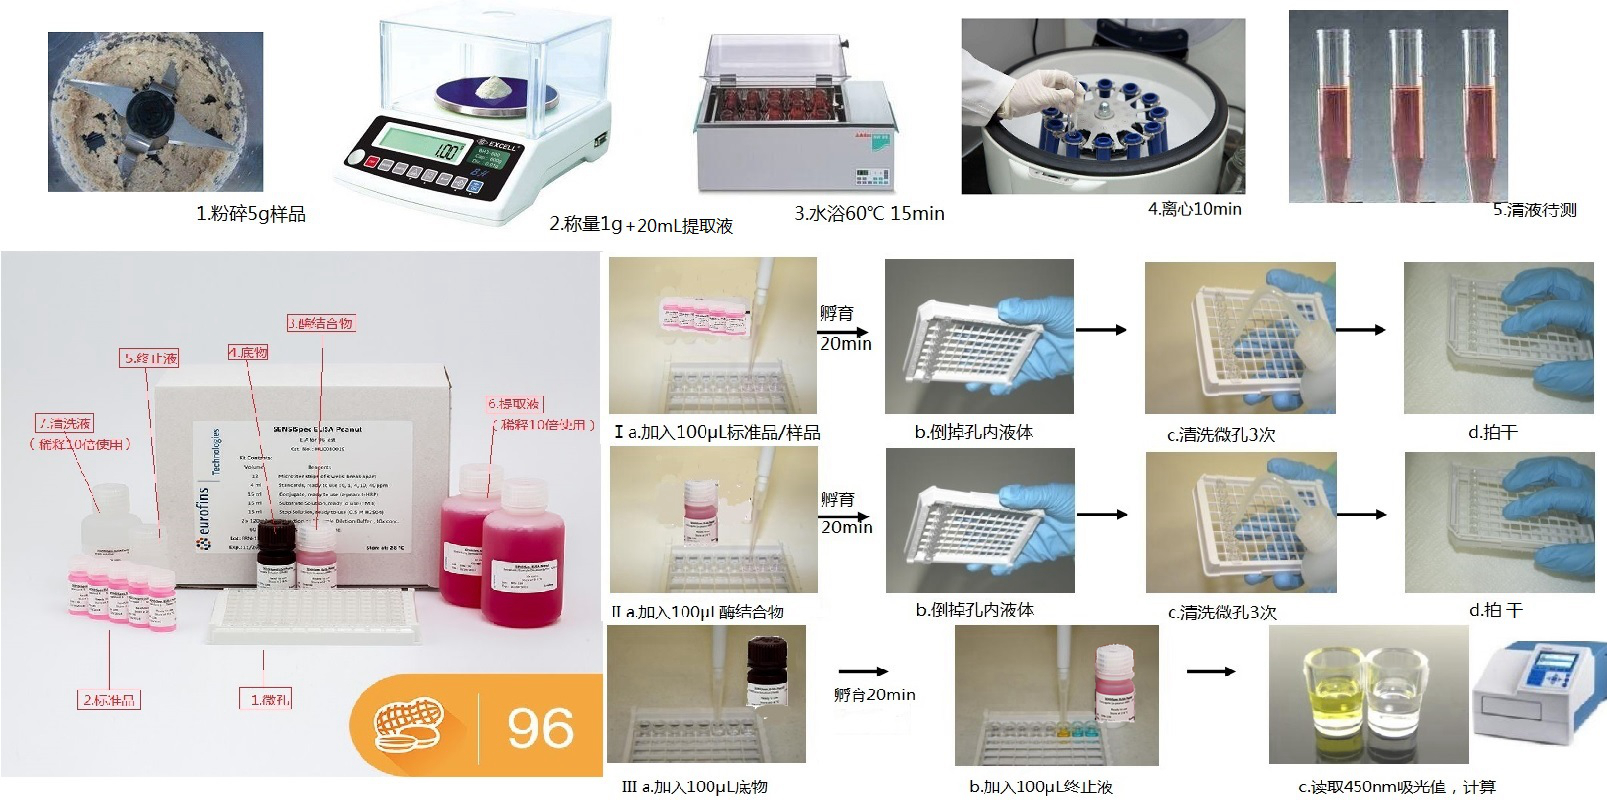 1.粉碎5g样品
2.称量1g+20mL提取液
3.水浴60℃ 15min
4.离心10min
5.清液待测
1.00
EXCELL
3.酶结合物
4.底物
5.终止液
6.提取液
(稀释10倍使用)
7.清洗液
(稀释10倍使用)
SENSISpec ELISA Peanut
eurofins
Technologies
Kit Contents:
2.标准品
1.微孔
96
孵育
20min
I a.加入100μL标准品/样品
b.倒掉孔内液体
c.清洗微孔3次
d.拍干
孵育
20min
II a.加入100μL酶结合物
b.倒掉孔内液体
c.清洗微孔3次
d.拍 干
孵育20min
III a.加入100μL底物
b.加入100μL终止液
c.读取450nm吸光值，计算